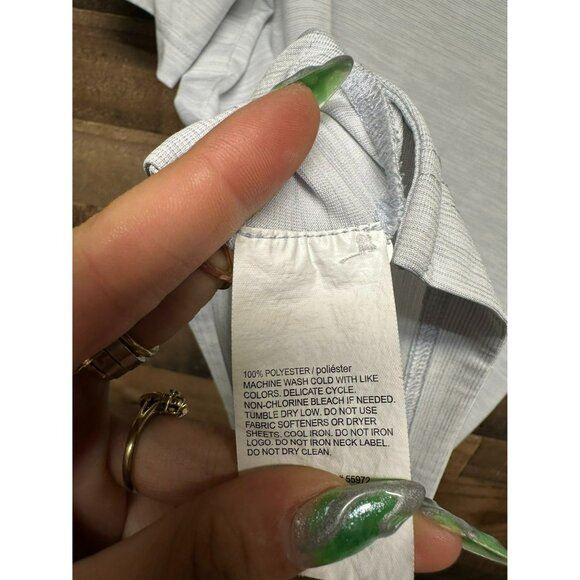 100% POLYESTER / poliéster
MACHINE WASH COLD WITH LIKE
COLORS. DELICATE CYCLE.
NON-CHLORINE BLEACH IF NEEDED.
TUMBLE DRY LOW. DO NOT USE
FABRIC SOFTENERS OR DRYER
SHEETS. COOL IRON. DO NOT IRON
LOGO. DO NOT IRON NECK LABEL.
DO NOT DRY CLEAN.
# 55972